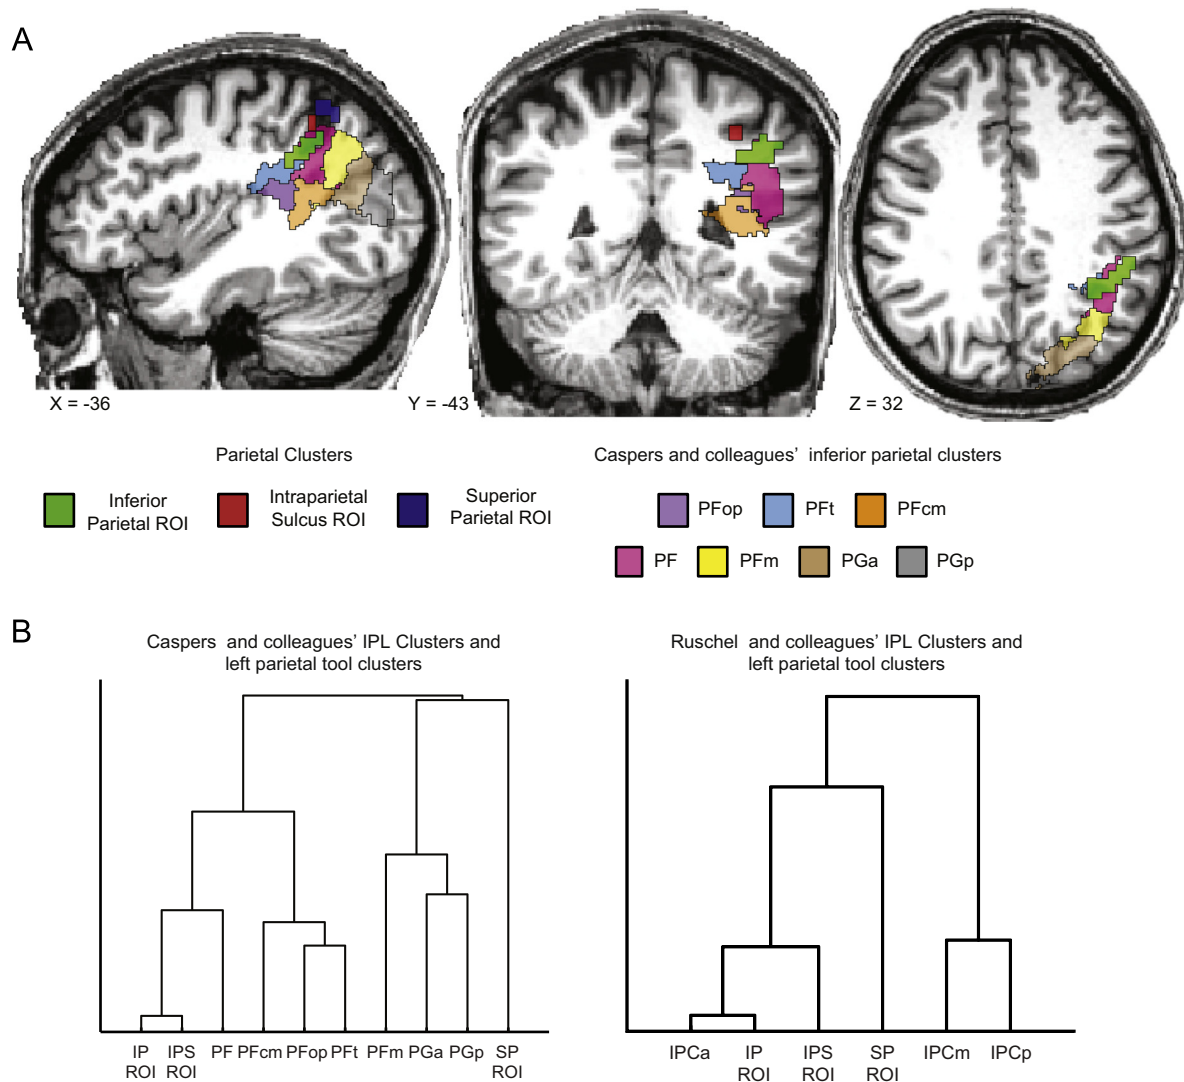 A
X = -36
Y = -43
Z = 32
Parietal Clusters
Caspers and colleagues' inferior parietal clusters
Inferior
Parietal ROI
Intraparietal
Sulcus ROI
Superior
Parietal ROI
PFop
PFt
PFcm
PF
PFm
PGa
PGp
B
Caspers and colleagues' IPL Clusters and
left parietal tool clusters
Ruschel and colleagues' IPL Clusters and
left parietal tool clusters
IP
ROI
IPS
ROI
PF
PFcm
PFop
PFt
PFm
PGa
PGp
SP
ROI
IPCa
IP
ROI
IPS
ROI
SP
ROI
IPCm
IPCp